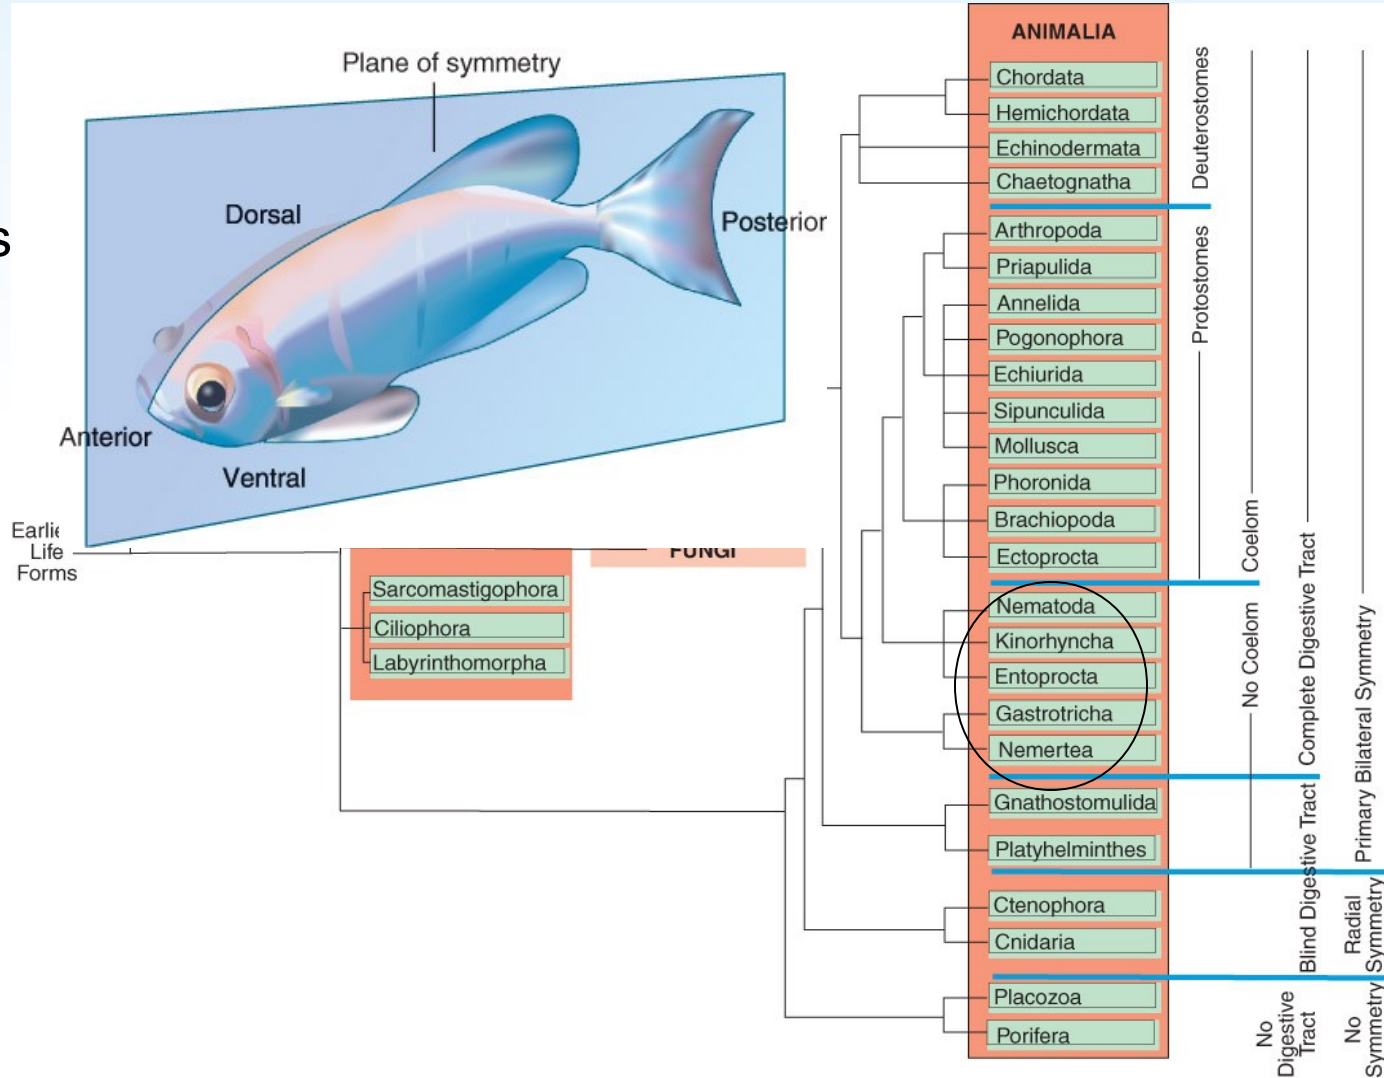 s
Plane of symmetry
Dorsal
Posterior
Anterior
Ventral
Earlie
Life
Forms
FUNGI
Sarcomastigophora
Ciliophora
Labyrinthomorpha
ANIMALIA
Chordata
Hemichordata
Echinodermata
Chaetognatha
Arthropoda
Priapulida
Annelida
Pogonophora
Echiurida
Sipunculida
Mollusca
Phoronida
Brachiopoda
Ectoprocta
Nematoda
Kinorhyncha
Entoprocta
Gastrotricha
Nemertea
Gnathostomulida
Platyhelminthes
Ctenophora
Cnidaria
Placozoa
Porifera
Deuterostomes
Protostomes
Coelom
No Coelom
Complete Digestive Tract
Blind Digestive Tract
No
Digestive
Tract
Primary Bilateral Symmetry
Radial
Symmetry
No
Symmetry